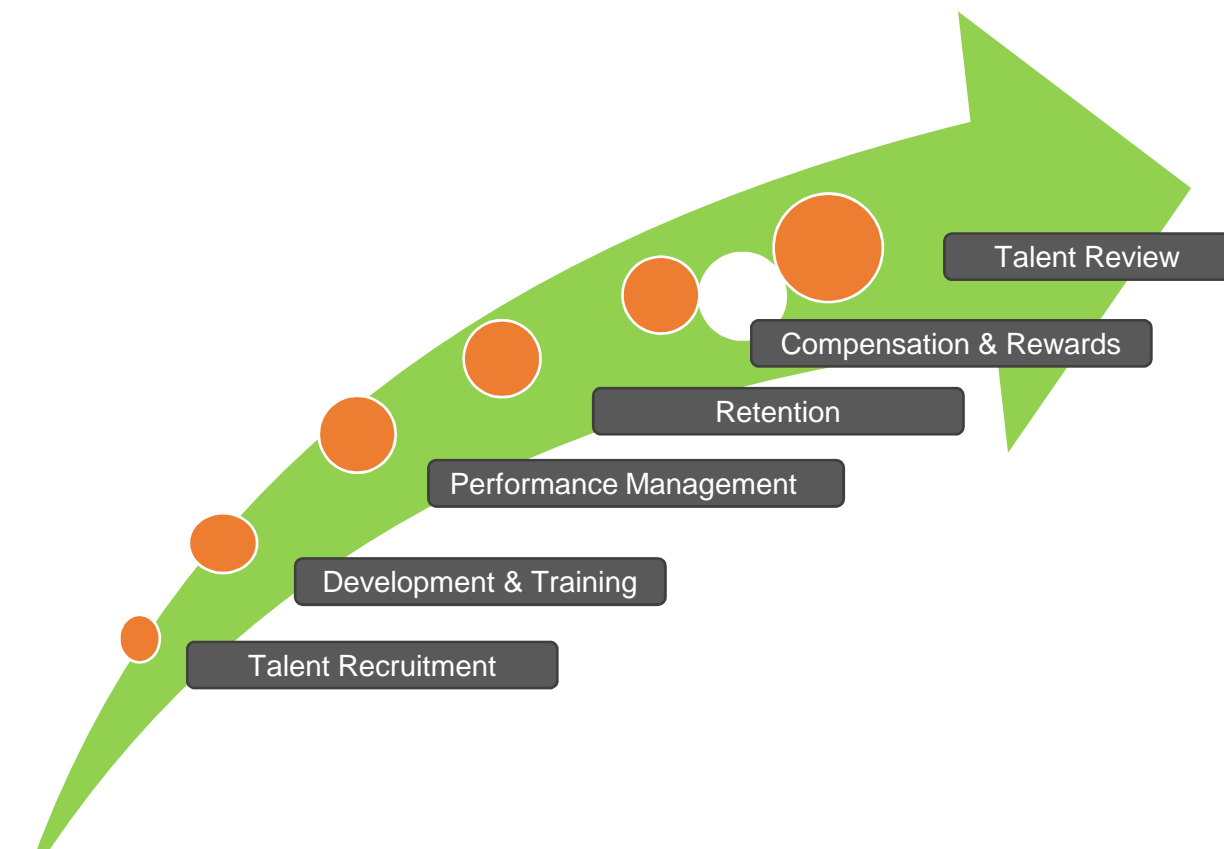 Talent Review
Compensation & Rewards
Retention
Performance Management
Development & Training
Talent Recruitment